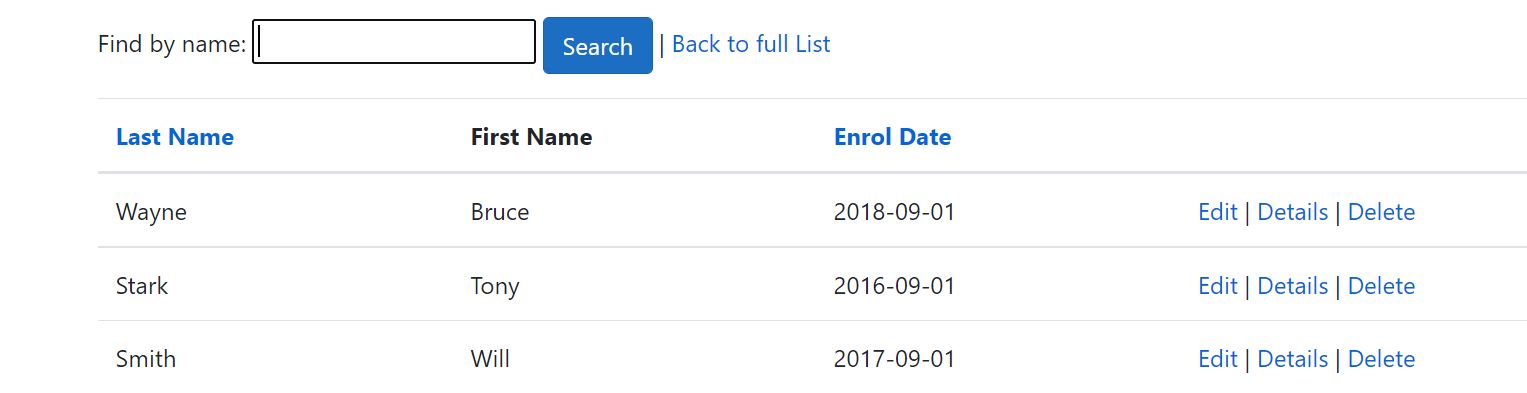 Find by name: Search | Back to full List
Last Name First Name Enrol Date
Wayne Bruce 2018-09-01 Edit | Details | Delete
Stark Tony 2016-09-01 Edit | Details | Delete
Smith Will 2017-09-01 Edit | Details | Delete